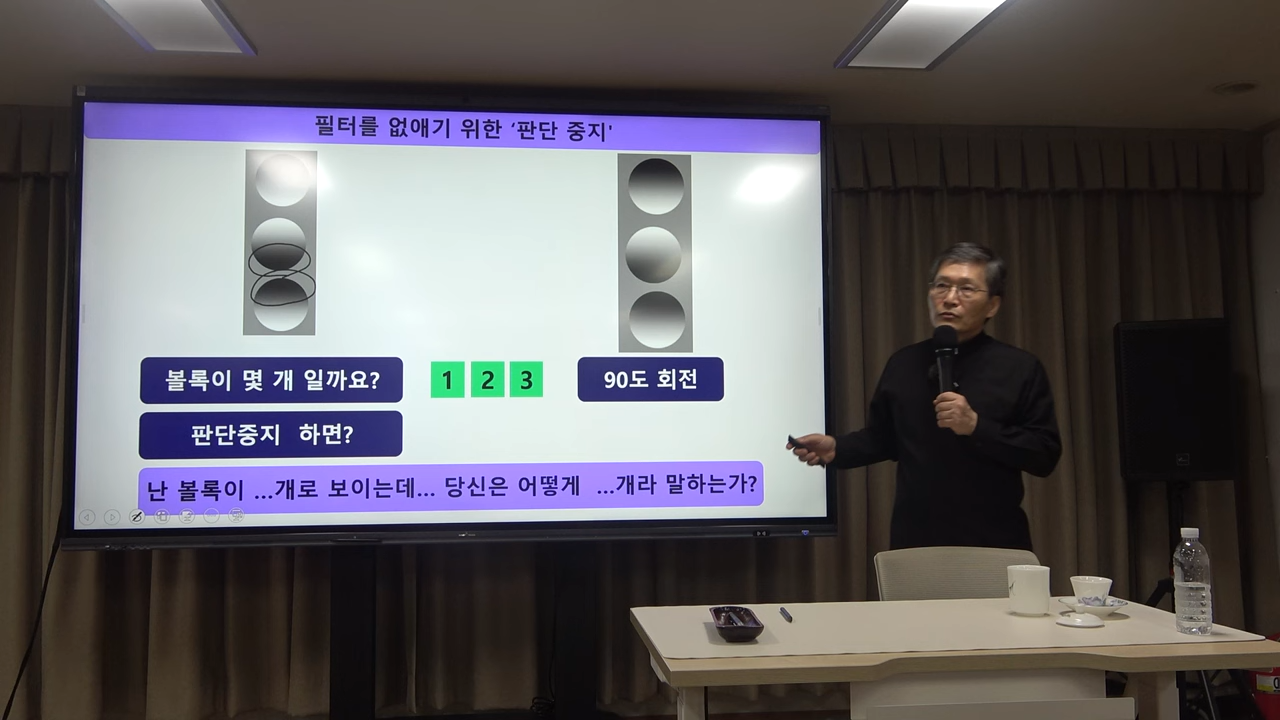 필터를 없애기 위한 ‘판단 중지'
볼록이 몇 개 일까요?
1 2 3
90도 회전
판단중지 하면?
난 볼록이 ...개로 보이는데... 당신은 어떻게 ...개라 말하는가?